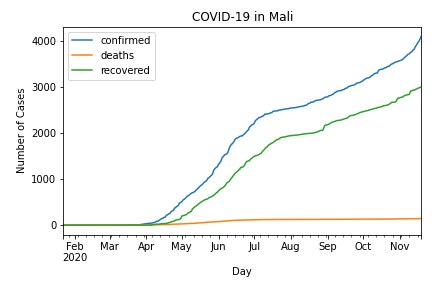 COVID-19 in Mali
confirmed
deaths
recovered
Number of Cases
4000
3000
2000
1000
0
Feb Mar Apr May Jun Jul Aug Sep Oct Nov
2020
Day